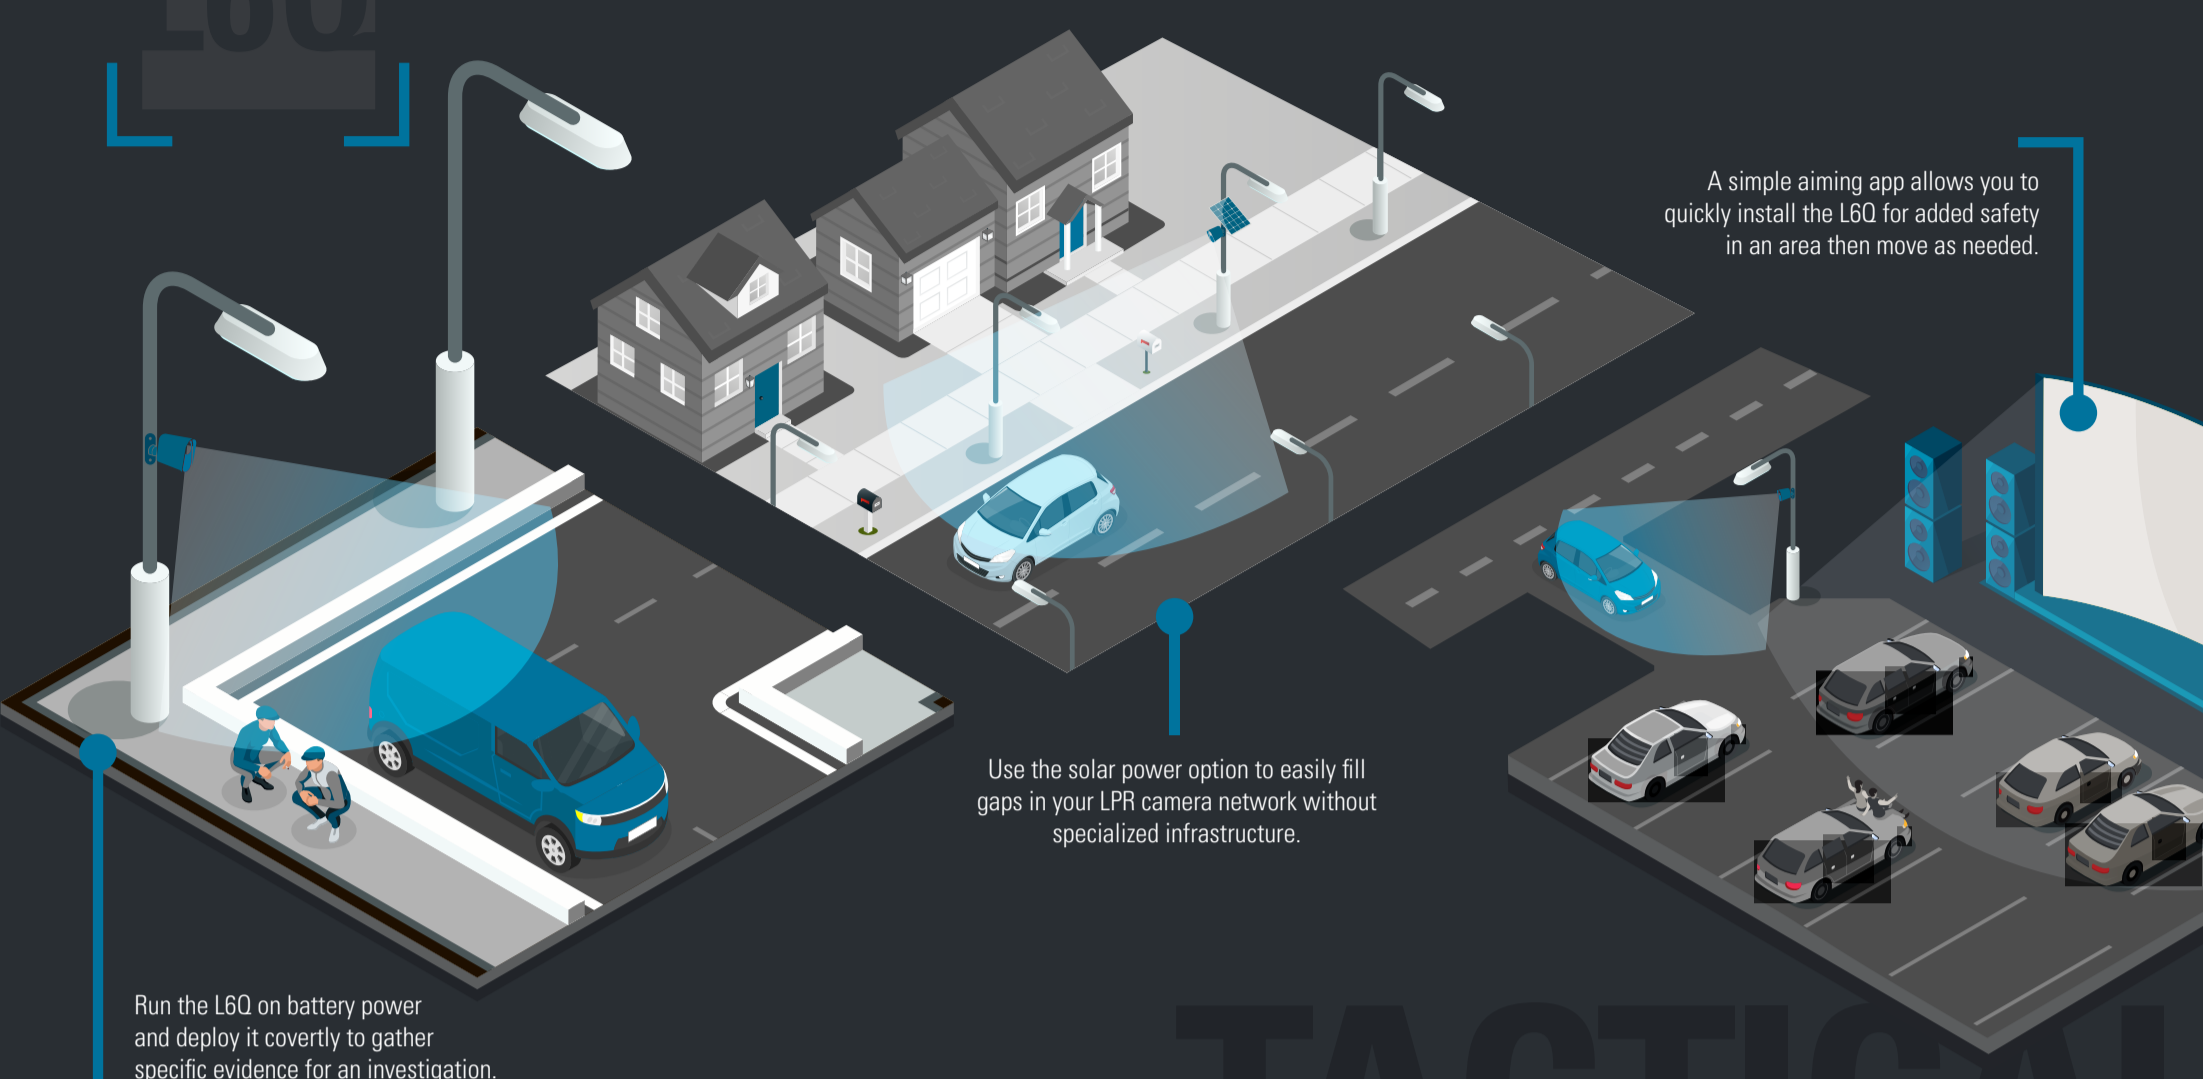 L6Q
A simple aiming app allows you to
quickly install the L6Q for added safety
in an area then move as needed.
Use the solar power option to easily fill
gaps in your LPR camera network without
specialized infrastructure.
Run the L6Q on battery power
and deploy it covertly to gather
specific evidence for an investigation.
TACTICAL